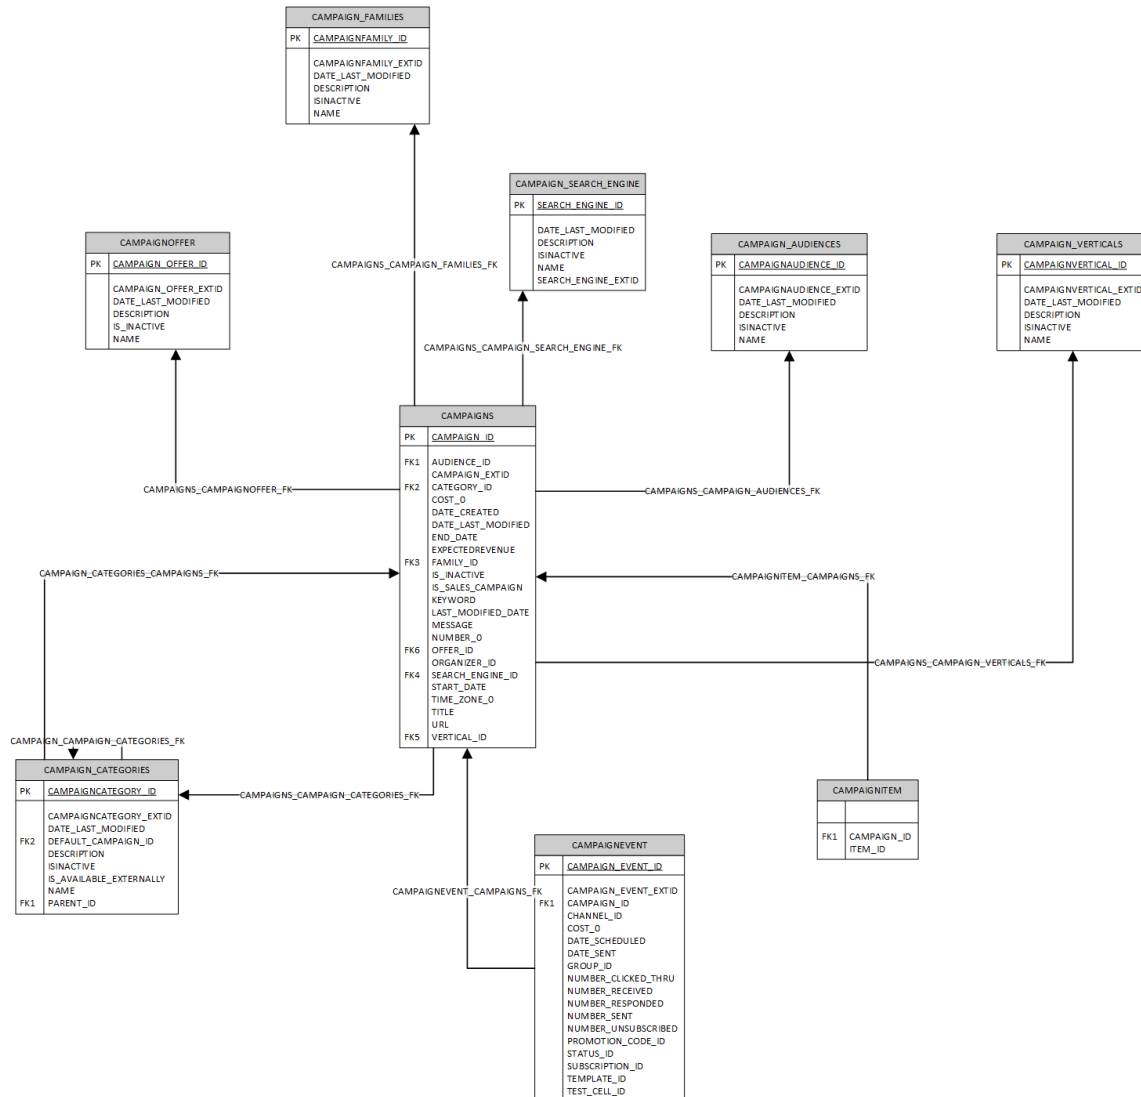 CAMPAIGN_FAMILIES
PK CAMPAIGNFAMILY_ID
CAMPAIGNFAMILY_EXTID
DATE_LAST_MODIFIED
DESCRIPTION
ISINACTIVE
NAME
CAMPAIGN_SEARCH_ENGINE
PK SEARCH_ENGINE_ID
DATE_LAST_MODIFIED
DESCRIPTION
ISINACTIVE
NAME
SEARCH_ENGINE_EXTID
CAMPAIGNOFFER
PK CAMPAIGN_OFFER_ID
CAMPAIGN_OFFER_EXTID
DATE_LAST_MODIFIED
DESCRIPTION
IS_INACTIVE
NAME
CAMPAIGN_AUDIENCES
PK CAMPAIGNAUDIENCE_ID
CAMPAIGNAUDIENCE_EXTID
DATE_LAST_MODIFIED
DESCRIPTION
ISINACTIVE
NAME
CAMPAIGN_VERTICALS
PK CAMPAIGNVERTICAL_ID
CAMPAIGNVERTICAL_EXTID
DATE_LAST_MODIFIED
DESCRIPTION
ISINACTIVE
NAME
CAMPAIGNS_CAMPAIGN_FAMILIES_FK
CAMPAIGNS_CAMPAIGN_SEARCH_ENGINE_FK
CAMPAIGNS
PK CAMPAIGN_ID
FK1 AUDIENCE_ID
CAMPAIGN_EXTID
FK2 CATEGORY_ID
COST_0
DATE_CREATED
DATE_LAST_MODIFIED
END_DATE
EXPECTEDREVENUE
FK3 FAMILY_ID
IS_INACTIVE
IS_SALES_CAMPAIGN
KEYWORD
LAST_MODIFIED_DATE
MESSAGE
NUMBER_0
FK6 OFFER_ID
ORGANIZER_ID
FK4 SEARCH_ENGINE_ID
START_DATE
TIME_ZONE_0
TITLE
URL
FK5 VERTICAL_ID
CAMPAIGNS_CAMPAIGNOFFER_FK
CAMPAIGNS_CAMPAIGN_AUDIENCES_FK
CAMPAIGN_CATEGORIES_CAMPAIGNS_FK
CAMPAIGNITEM_CAMPAIGNS_FK
CAMPAIGNS_CAMPAIGN_VERTICALS_FK
CAMPAIGN_CAMPAIGN_CATEGORIES_FK
CAMPAIGN_CATEGORIES
PK CAMPAIGNCATEGORY_ID
CAMPAIGNCATEGORY_EXTID
DATE_LAST_MODIFIED
FK2 DEFAULT_CAMPAIGN_ID
DESCRIPTION
ISINACTIVE
IS_AVAILABLE_EXTERNALLY
NAME
FK1 PARENT_ID
CAMPAIGNS_CAMPAIGN_CATEGORIES_FK
CAMPAIGNITEM
FK1 CAMPAIGN_ID
ITEM_ID
CAMPAIGNEVENT_CAMPAIGNS_FK
CAMPAIGNEVENT
PK CAMPAIGN_EVENT_ID
CAMPAIGN_EVENT_EXTID
FK1 CAMPAIGN_ID
CHANNEL_ID
COST_0
DATE_SCHEDULED
DATE_SENT
GROUP_ID
NUMBER_CLICKED_THRU
NUMBER_RECEIVED
NUMBER_RESPONDED
NUMBER_SENT
NUMBER_UNSUBSCRIBED
PROMOTION_CODE_ID
STATUS_ID
SUBSCRIPTION_ID
TEMPLATE_ID
TEST_CELL_ID